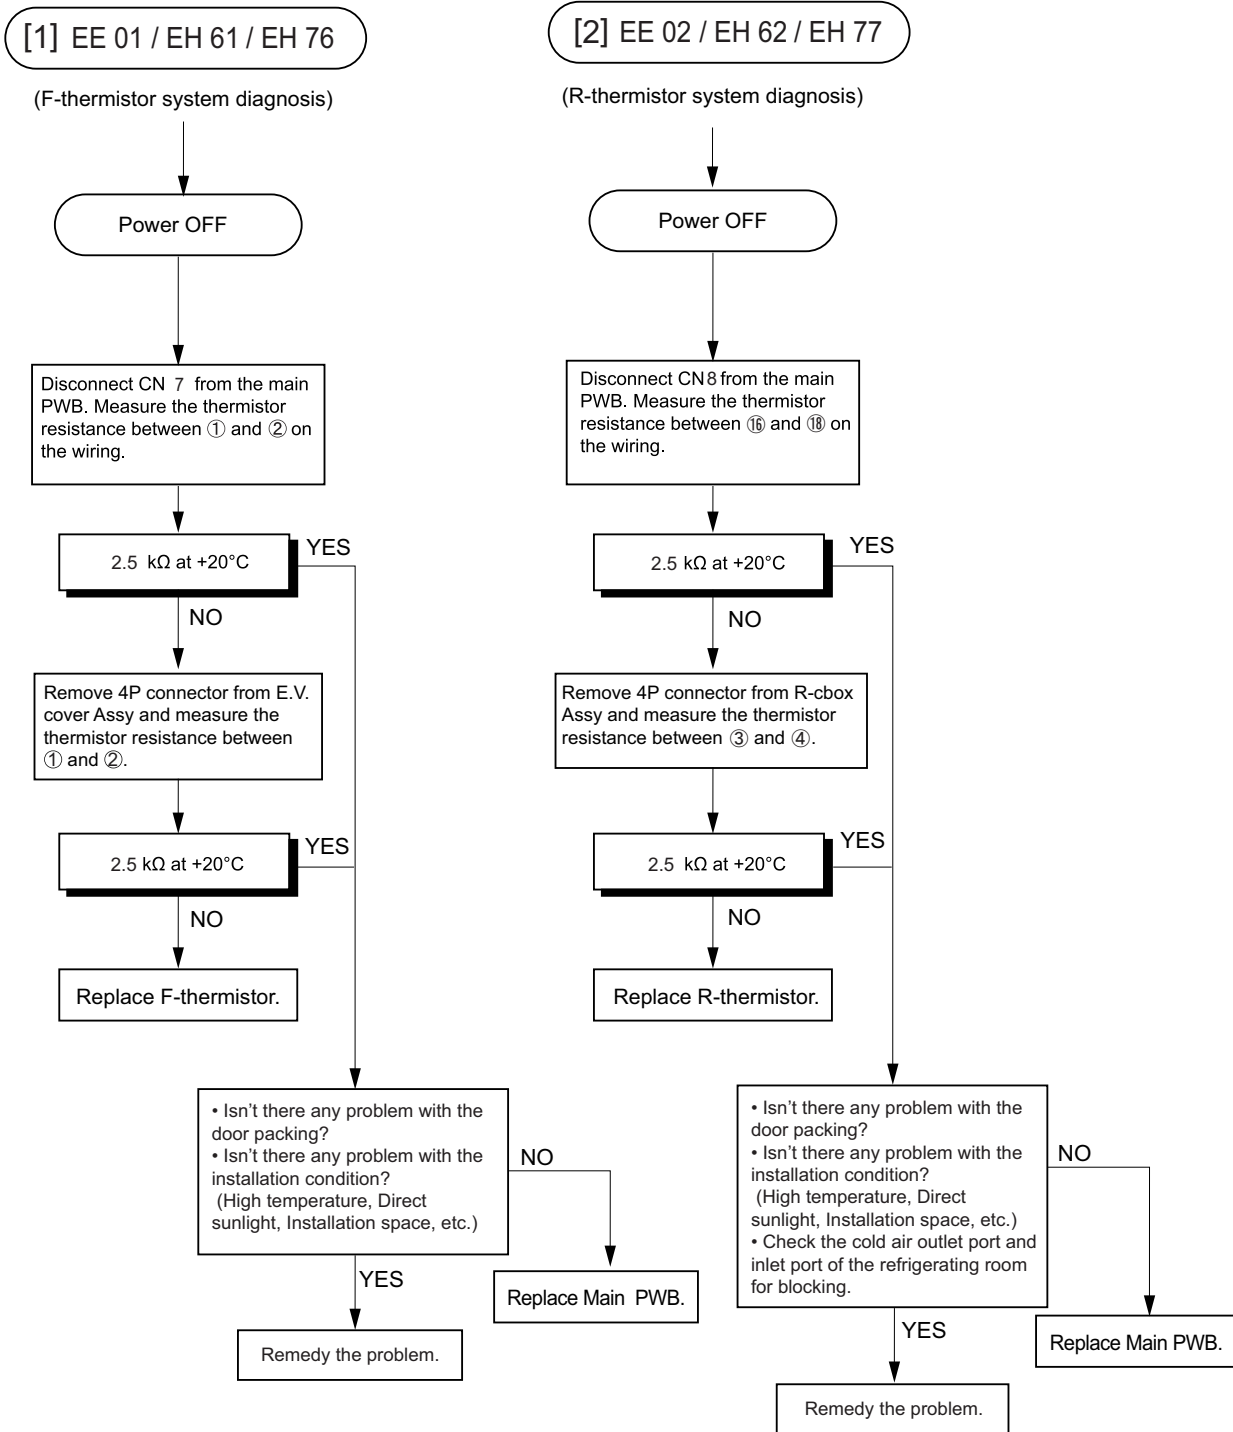 [1] EE 01 / EH 61 / EH 76
(F-thermistor system diagnosis)
Power OFF
Disconnect CN 7 from the main
PWB. Measure the thermistor
resistance between ① and ② on
the wiring.
2.5 kΩ at +20°C
YES
NO
Remove 4P connector from E.V.
cover Assy and measure the
thermistor resistance between
① and ②.
2.5 kΩ at +20°C
YES
NO
Replace F-thermistor.
• Isn't there any problem with the
door packing?
• Isn't there any problem with the
installation condition?
(High temperature, Direct
sunlight, Installation space, etc.)
NO
YES
Replace Main PWB.
Remedy the problem.
[2] EE 02 / EH 62 / EH 77
(R-thermistor system diagnosis)
Power OFF
Disconnect CN8 from the main
PWB. Measure the thermistor
resistance between ⑯ and ⑱ on
the wiring.
2.5 kΩ at +20°C
YES
NO
Remove 4P connector from R-cbox
Assy and measure the thermistor
resistance between ③ and ④.
2.5 kΩ at +20°C
YES
NO
Replace R-thermistor.
• Isn't there any problem with the
door packing?
• Isn't there any problem with the
installation condition?
(High temperature, Direct
sunlight, Installation space, etc.)
• Check the cold air outlet port and
inlet port of the refrigerating room
for blocking.
NO
YES
Replace Main PWB.
Remedy the problem.